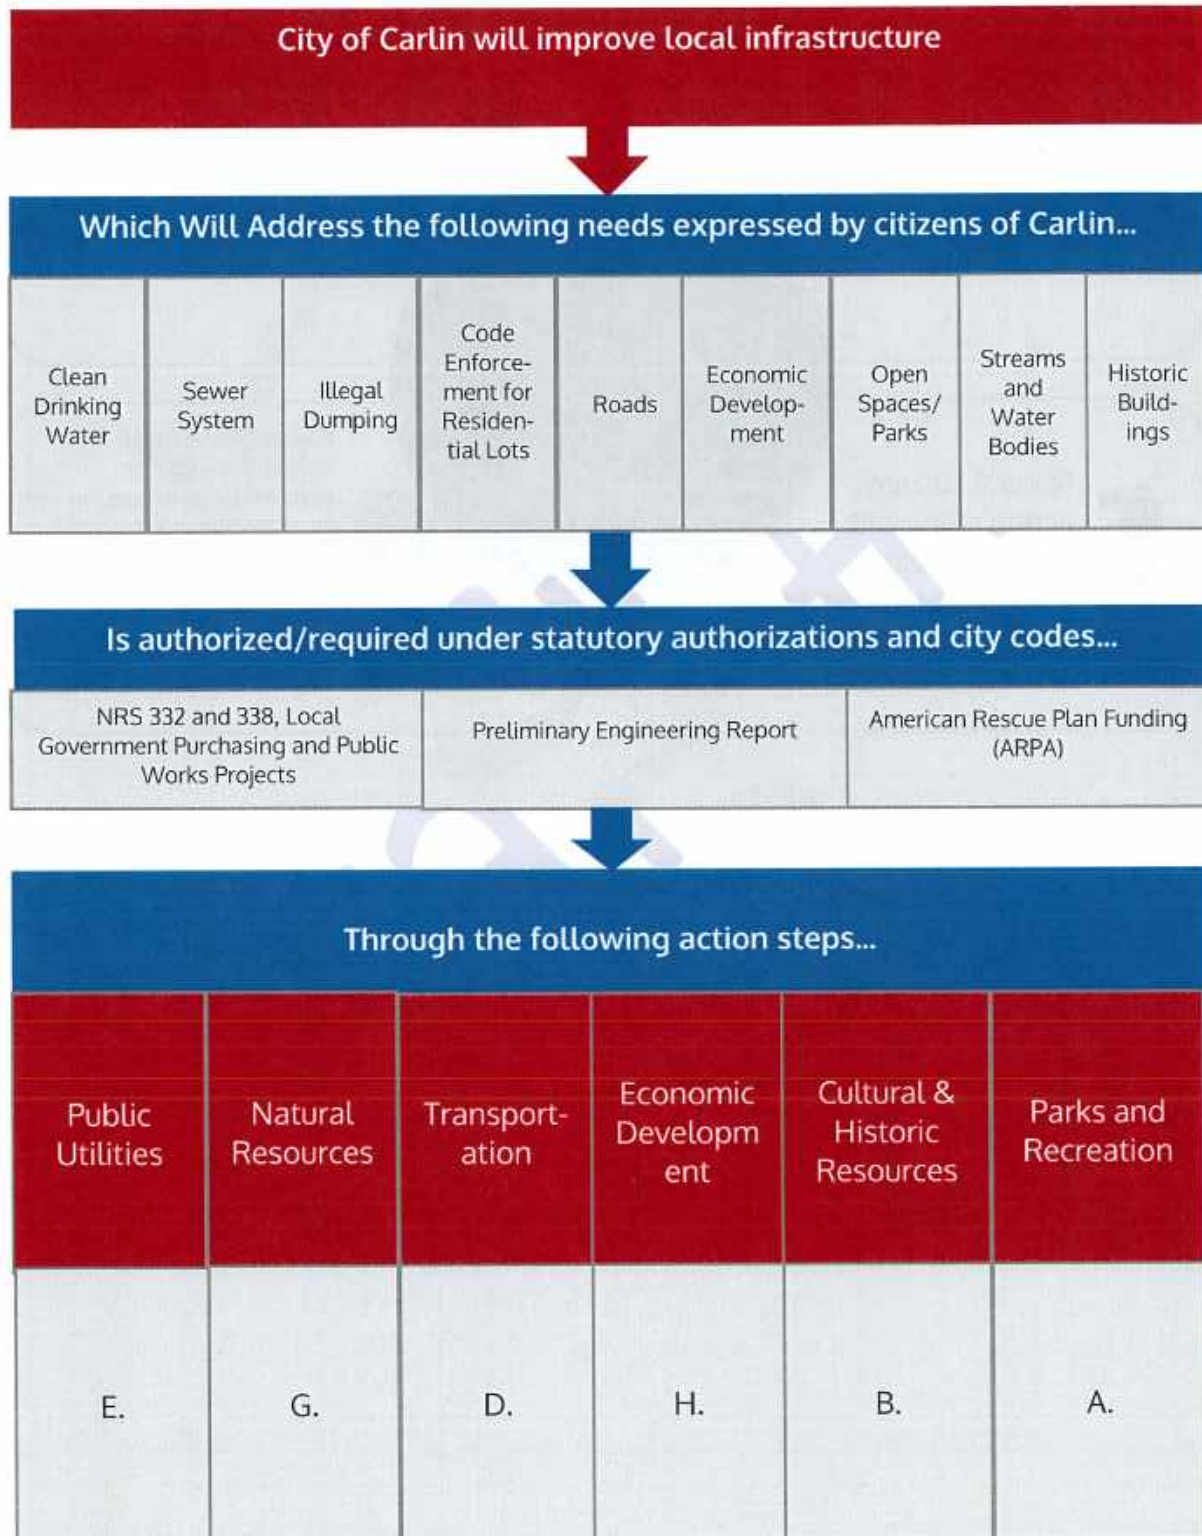 City of Carlin will improve local infrastructure
Which Will Address the following needs expressed by citizens of Carlin...
Clean
Drinking
Water
Sewer
System
Illegal
Dumping
Code
Enforce-
ment for
Residen-
tial Lots
Roads
Economic
Develop-
ment
Open
Spaces/
Parks
Streams
and
Water
Bodies
Historic
Build-
ings
Is authorized/required under statutory authorizations and city codes...
NRS 332 and 338, Local
Government Purchasing and Public
Works Projects
Preliminary Engineering Report
American Rescue Plan Funding
(ARPA)
Through the following action steps...
Public
Utilities
Natural
Resources
Transport-
ation
Economic
Developm
ent
Cultural &
Historic
Resources
Parks and
Recreation
E.
G.
D.
H.
B.
A.